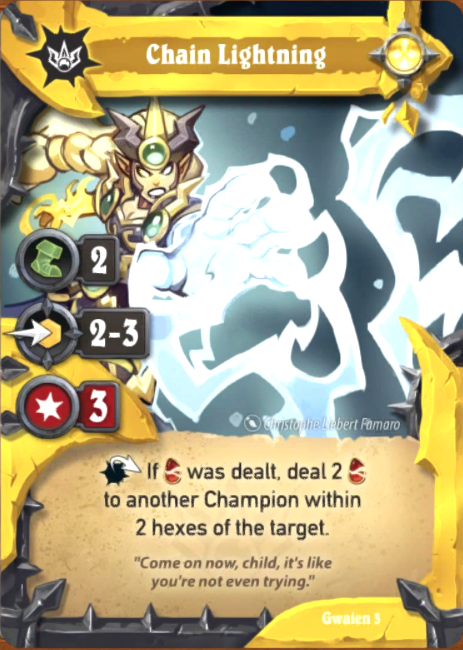 Chain Lightning
2
2-3
3
Christophe Liebert Pamaro
If was dealt, deal 2
to another Champion within
2 hexes of the target.
"Come on now, child, it's like
you're not even trying."
Gwaien 3